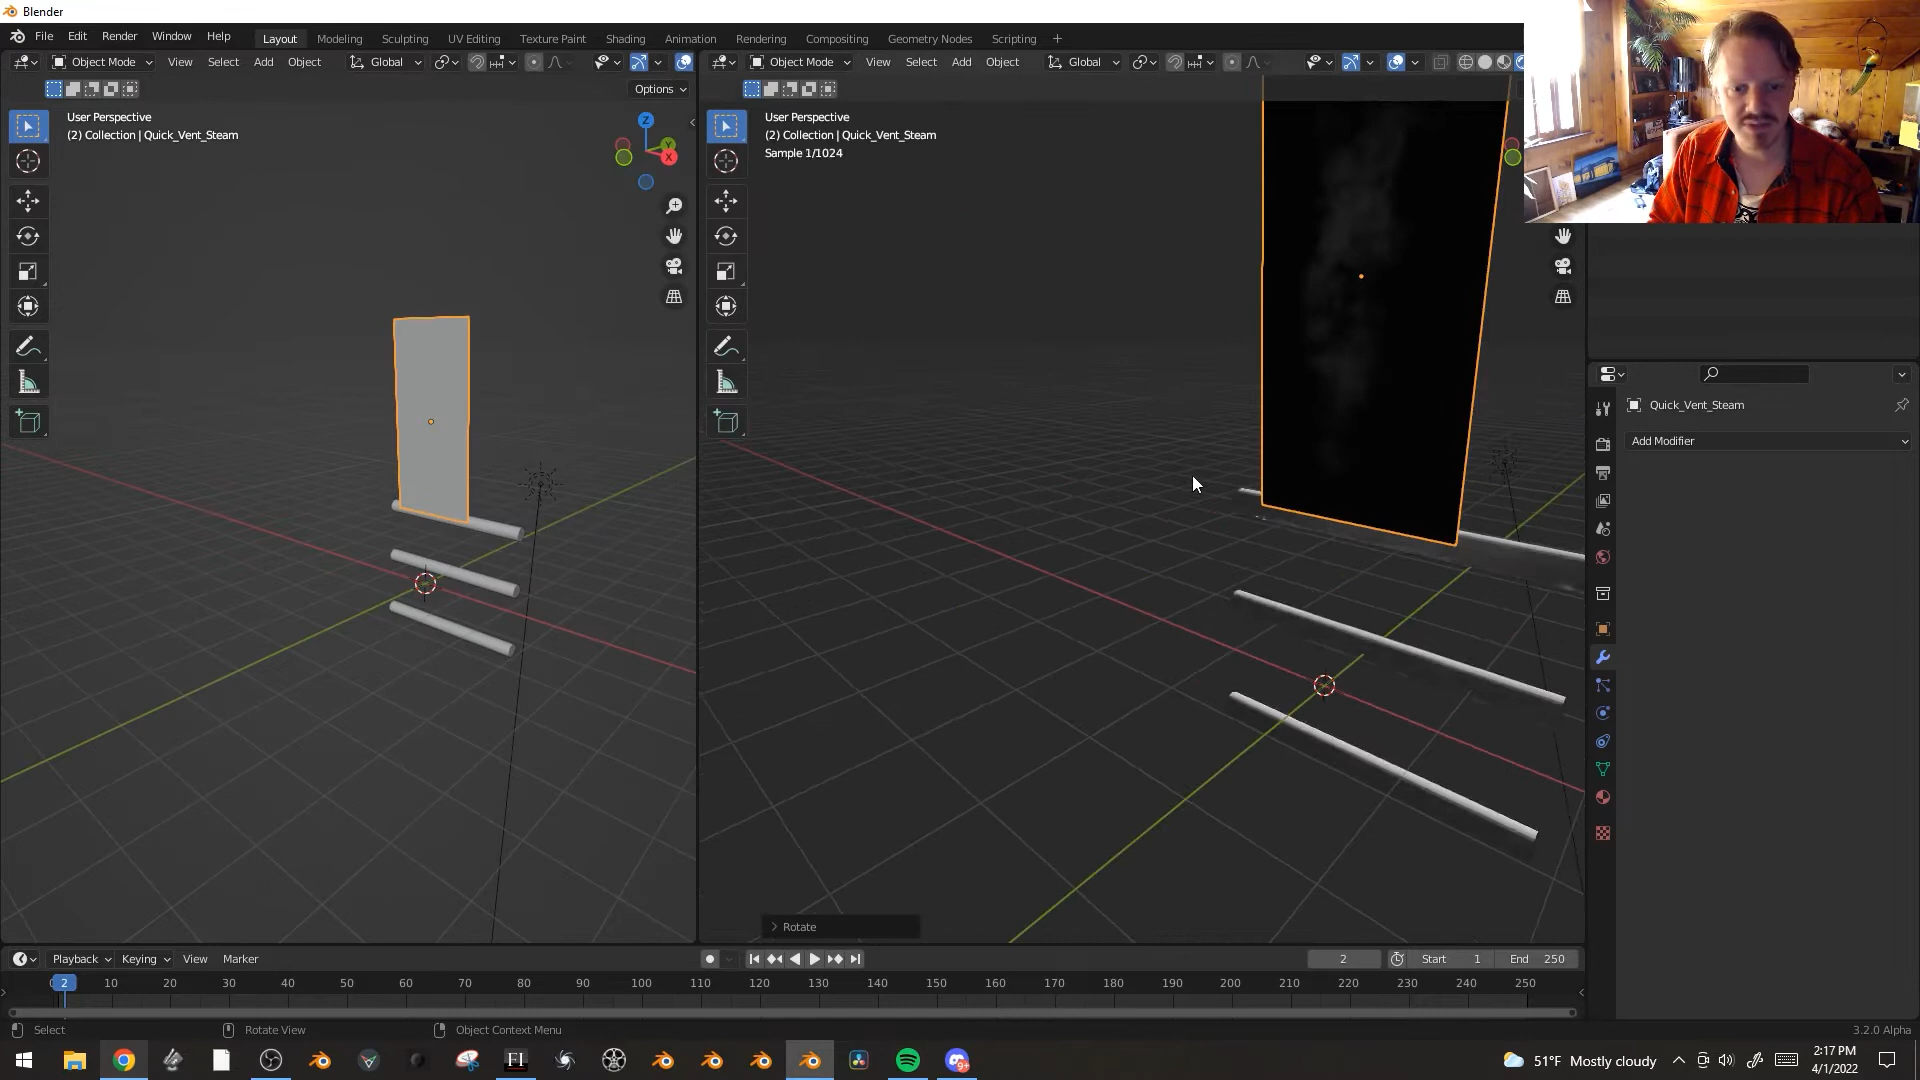 Blender
File Edit Render Window Help
Layout Modeling Sculpting UV Editing Texture Paint Shading Animation Rendering Compositing Geometry Nodes Scripting
Object Mode View Select Add Object Global
Object Mode View Select Add Object Global
Options
User Perspective
(2) Collection | Quick_Vent_Steam
Z
Y
X
User Perspective
(2) Collection | Quick_Vent_Steam
Sample 1/1024
Quick_Vent_Steam
Add Modifier
Rotate
Playback Keying View Marker
2 Start 1 End 250
2 10 20 30 40 50 60 70 80 90 100 110 120 130 140 150 160 170 180 190 200 210 220 230 240 250
Select Rotate View Object Context Menu 3.2.0 Alpha
FI
9+
51°F Mostly cloudy
2:17 PM
4/1/2022